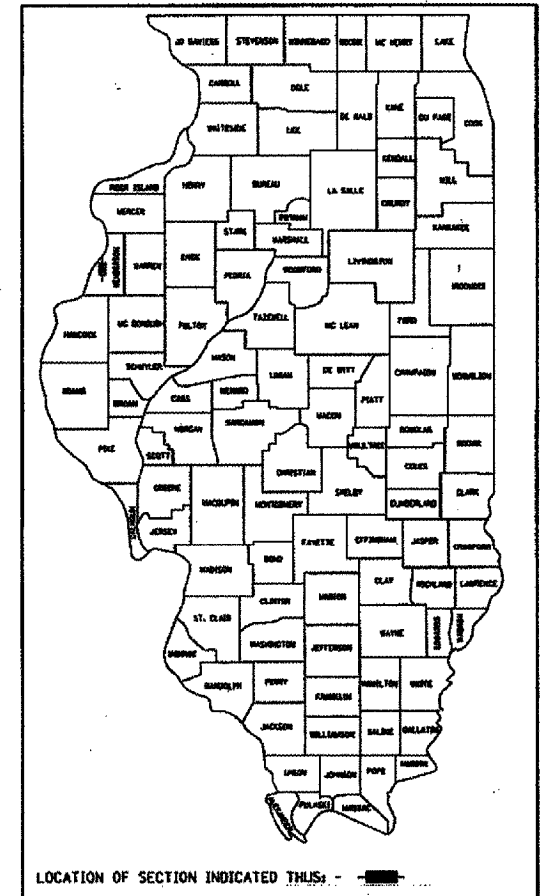 JO DAVIESS STEVENSON WINNEBAGO BOONE MC HENRY LAKE
CARROLL OGLE DE KALB KANE DU PAGE COOK
WHITESIDE LEE KENDALL WILL
ROCK ISLAND HENRY BUREAU LA SALLE GRUNDY
MERCER PUTNAM KANKAKEE
STARK MARSHALL
HENDERSON WARREN KNOX PEORIA WOODFORD LIVINGSTON IROQUOIS
HANCOCK MC DONOUGH FULTON TAZEWELL MC LEAN FORD
SCHUYLER MASON LOGAN DE WITT CHAMPAIGN VERMILION
ADAMS BROWN CASS MENARD MACON PIATT
PIKE SCOTT MORGAN SANGAMON MOULTRIE DOUGLAS EDGAR
CHRISTIAN COLES
GREENE MACOUPIN MONTGOMERY SHELBY CUMBERLAND CLARK
CALHOUN JERSEY FAYETTE EFFINGHAM JASPER CRAWFORD
MADISON BOND CLAY RICHLAND LAWRENCE
CLINTON MARION
ST. CLAIR WASHINGTON JEFFERSON WAYNE EDWARDS WABASH
MONROE
RANDOLPH PERRY FRANKLIN HAMILTON WHITE
JACKSON WILLIAMSON SALINE GALLATIN
UNION JOHNSON POPE HARDIN
ALEXANDER PULASKI MASSAC
LOCATION OF SECTION INDICATED THUS: -